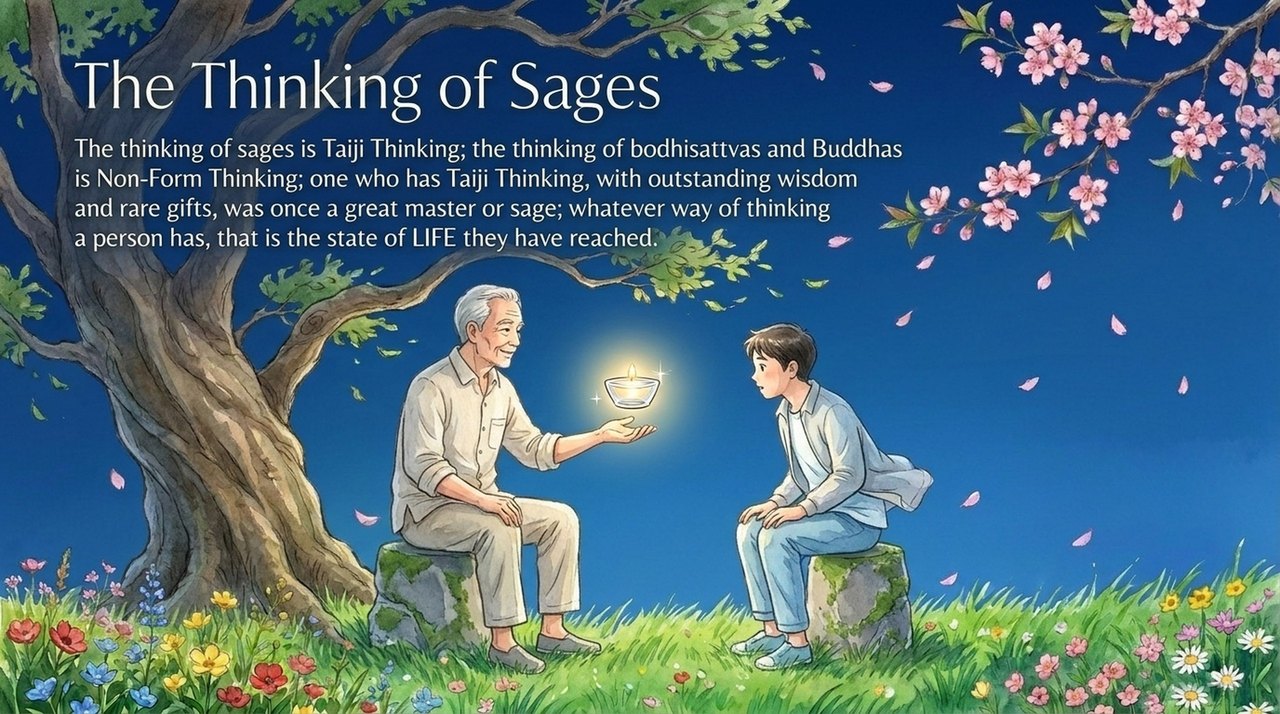 The Thinking of Sages
The thinking of sages is Taiji Thinking; the thinking of bodhisattvas and Buddhas
is Non-Form Thinking; one who has Taiji Thinking, with outstanding wisdom
and rare gifts, was once a great master or sage; whatever way of thinking
a person has, that is the state of LIFE they have reached.